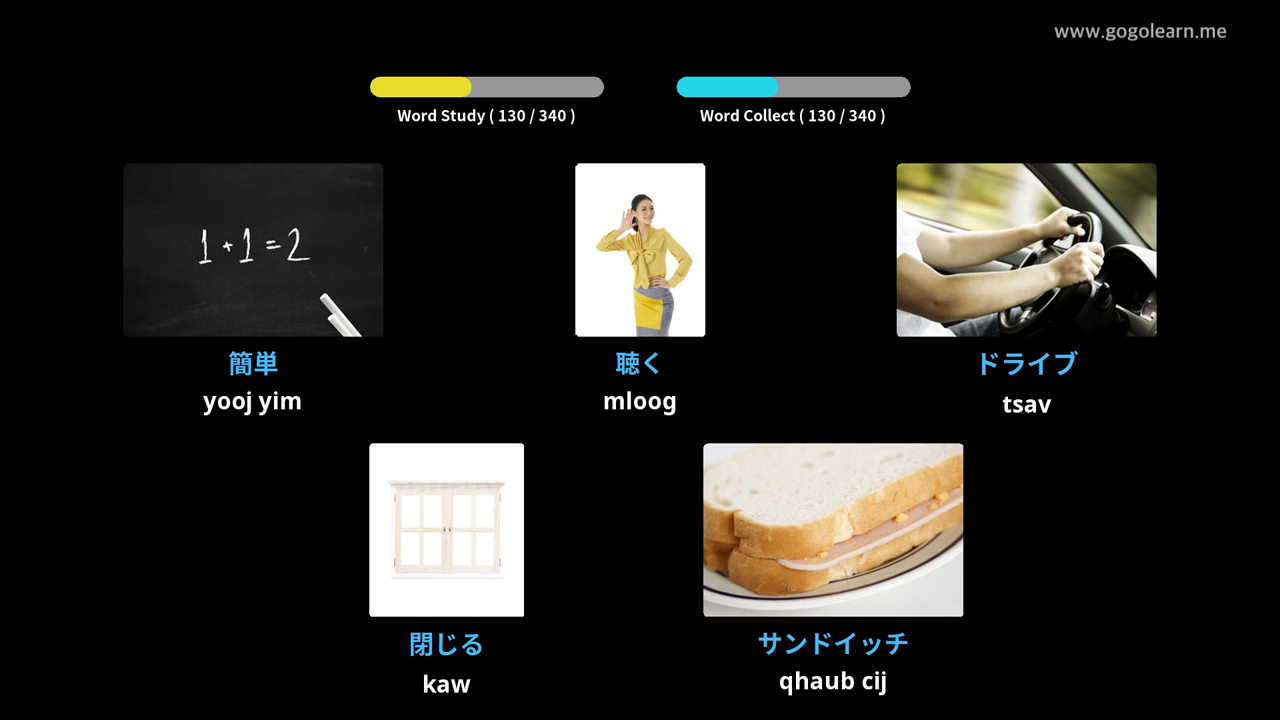 www.gogolearn.me
Word Study ( 130 / 340 )
Word Collect ( 130 / 340 )
1 + 1 = 2
簡単
yooj yim
聴く
mloog
ドライブ
tsav
閉じる
kaw
サンドイッチ
qhaub cij